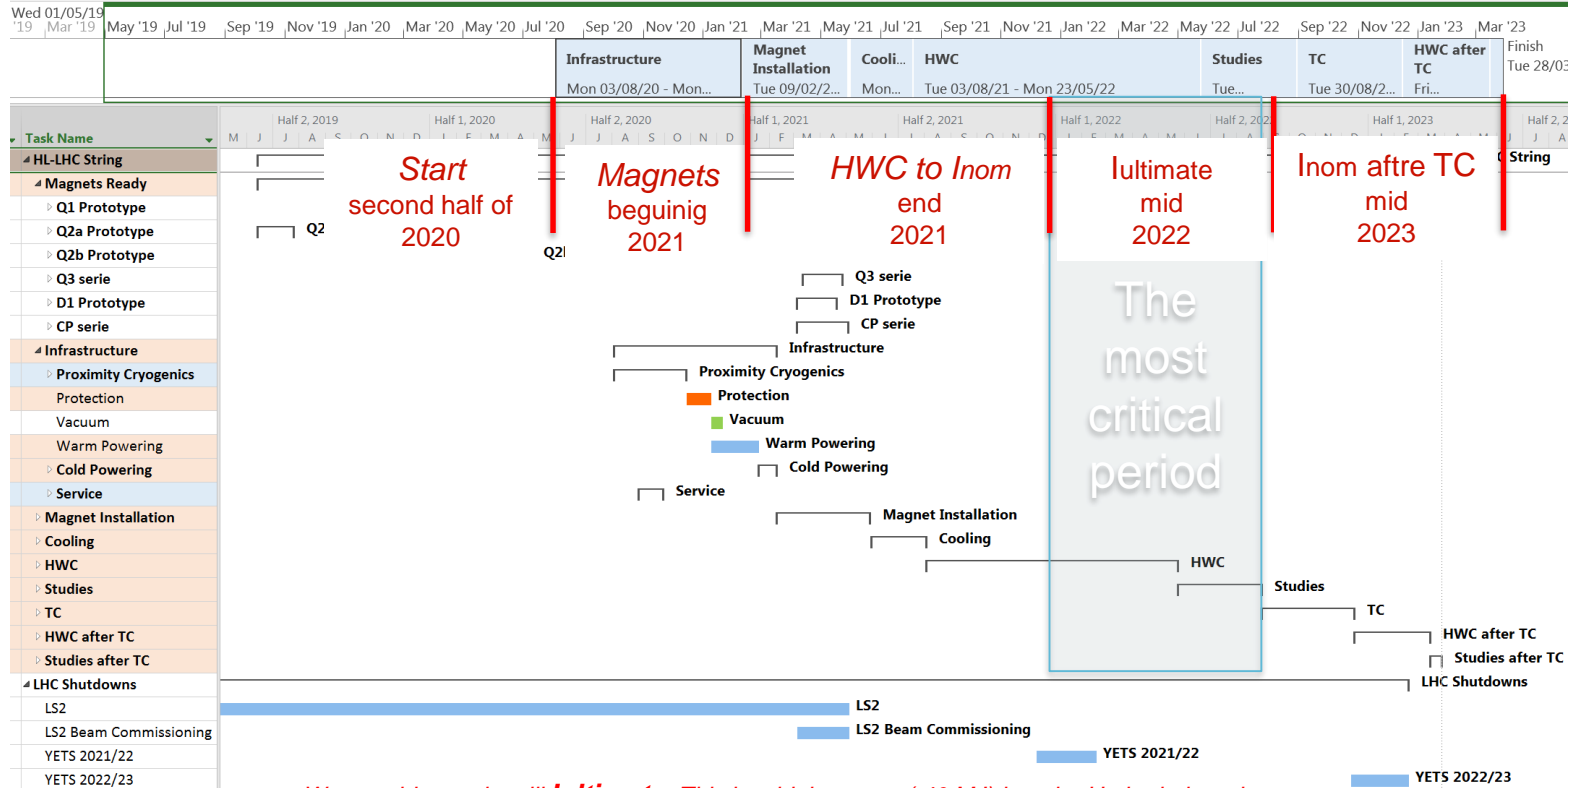 Wed 01/05/19
'19 Mar '19 May '19 Jul '19 Sep '19 Nov '19 Jan '20 Mar '20 May '20 Jul '20 Sep '20 Nov '20 Jan '21 Mar '21 May '21 Jul '21 Sep '21 Nov '21 Jan '22 Mar '22 May '22 Jul '22 Sep '22 Nov '22 Jan '23 Mar '23
Infrastructure
Mon 03/08/20 - Mon...
Magnet
Installation
Tue 09/02/2...
Cooli...
Mon...
HWC
Tue 03/08/21 - Mon 23/05/22
Studies
Tue...
TC
Tue 30/08/2...
HWC after
TC
Fri...
Finish
Tue 28/03
Task Name
Half 2, 2019 Half 1, 2020 Half 2, 2020 Half 1, 2021 Half 2, 2021 Half 1, 2022 Half 2, 2022 Half 1, 2023 Half 2, 2
Start
second half of
2020
Magnets
beguinig
2021
HWC to Inom
end
2021
Iultimate
mid
2022
Inom aftre TC
mid
2023
The
most
critical
period
HL-LHC String
String
Magnets Ready
Q1 Prototype
Q2a Prototype
Q2
Q2b Prototype
Q2
Q3 serie
Q3 serie
D1 Prototype
D1 Prototype
CP serie
CP serie
Infrastructure
Infrastructure
Proximity Cryogenics
Proximity Cryogenics
Protection
Protection
Vacuum
Vacuum
Warm Powering
Warm Powering
Cold Powering
Cold Powering
Service
Service
Magnet Installation
Magnet Installation
Cooling
Cooling
HWC
HWC
Studies
Studies
TC
TC
HWC after TC
HWC after TC
Studies after TC
Studies after TC
LHC Shutdowns
LHC Shutdowns
LS2
LS2
LS2 Beam Commissioning
LS2 Beam Commissioning
YETS 2021/22
YETS 2021/22
YETS 2022/23
YETS 2022/23